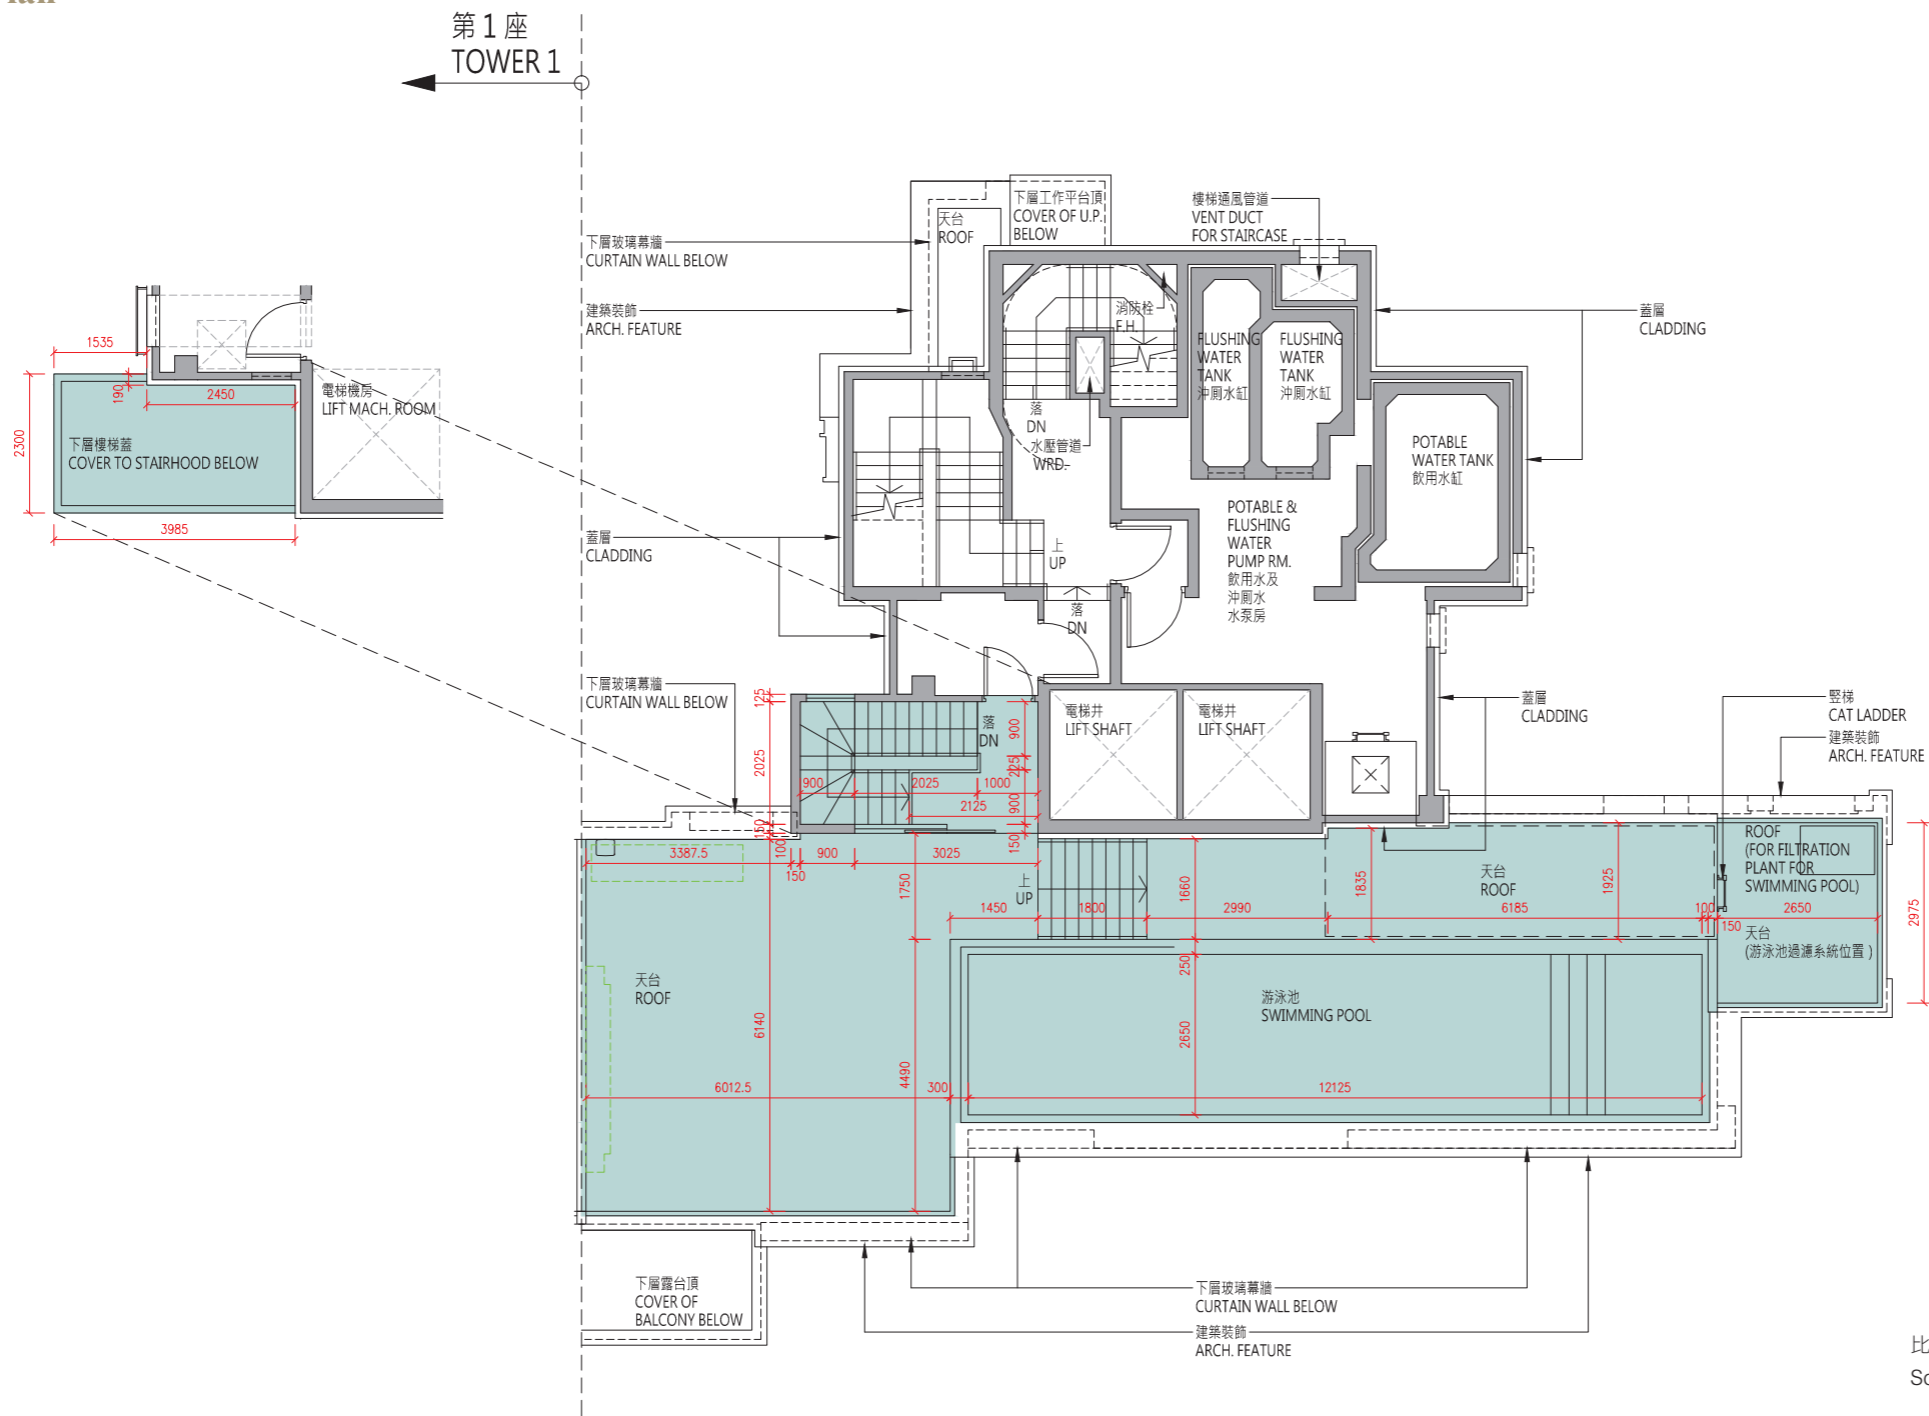 第 1 座
TOWER 1
下層工作平台頂
COVER OF U.P.
BELOW
天台
ROOF
樓梯通風管道
VENT DUCT
FOR STAIRCASE
下層玻璃幕牆
CURTAIN WALL BELOW
建築裝飾
ARCH. FEATURE
消防栓
F.H.
FLUSHING
WATER
TANK
沖廁水缸
FLUSHING
WATER
TANK
沖廁水缸
蓋層
CLADDING
1535
190
2450
2300
下層樓梯蓋
COVER TO STAIRHOOD BELOW
3985
電梯機房
LIFT MACH. ROOM
落
DN
水壓管道
WRD.
POTABLE
WATER TANK
飲用水缸
POTABLE &
FLUSHING
WATER
PUMP RM.
飲用水及
沖廁水
水泵房
蓋層
CLADDING
上
UP
落
DN
下層玻璃幕牆
CURTAIN WALL BELOW
125
2025
150
落
DN
900
225
900
150
900
2025
1000
2125
電梯井
LIFT SHAFT
電梯井
LIFT SHAFT
蓋層
CLADDING
竪梯
CAT LADDER
建築裝飾
ARCH. FEATURE
3387.5
100
150
900
3025
1750
上
UP
1450
1800
1660
2990
1835
天台
ROOF
6185
1925
100
150
2650
2975
ROOF
(FOR FILTRATION
PLANT FOR
SWIMMING POOL)
天台
(游泳池過濾系統位置)
天台
ROOF
6140
4490
250
2650
游泳池
SWIMMING POOL
6012.5
300
12125
下層露台頂
COVER OF
BALCONY BELOW
下層玻璃幕牆
CURTAIN WALL BELOW
建築裝飾
ARCH. FEATURE
比